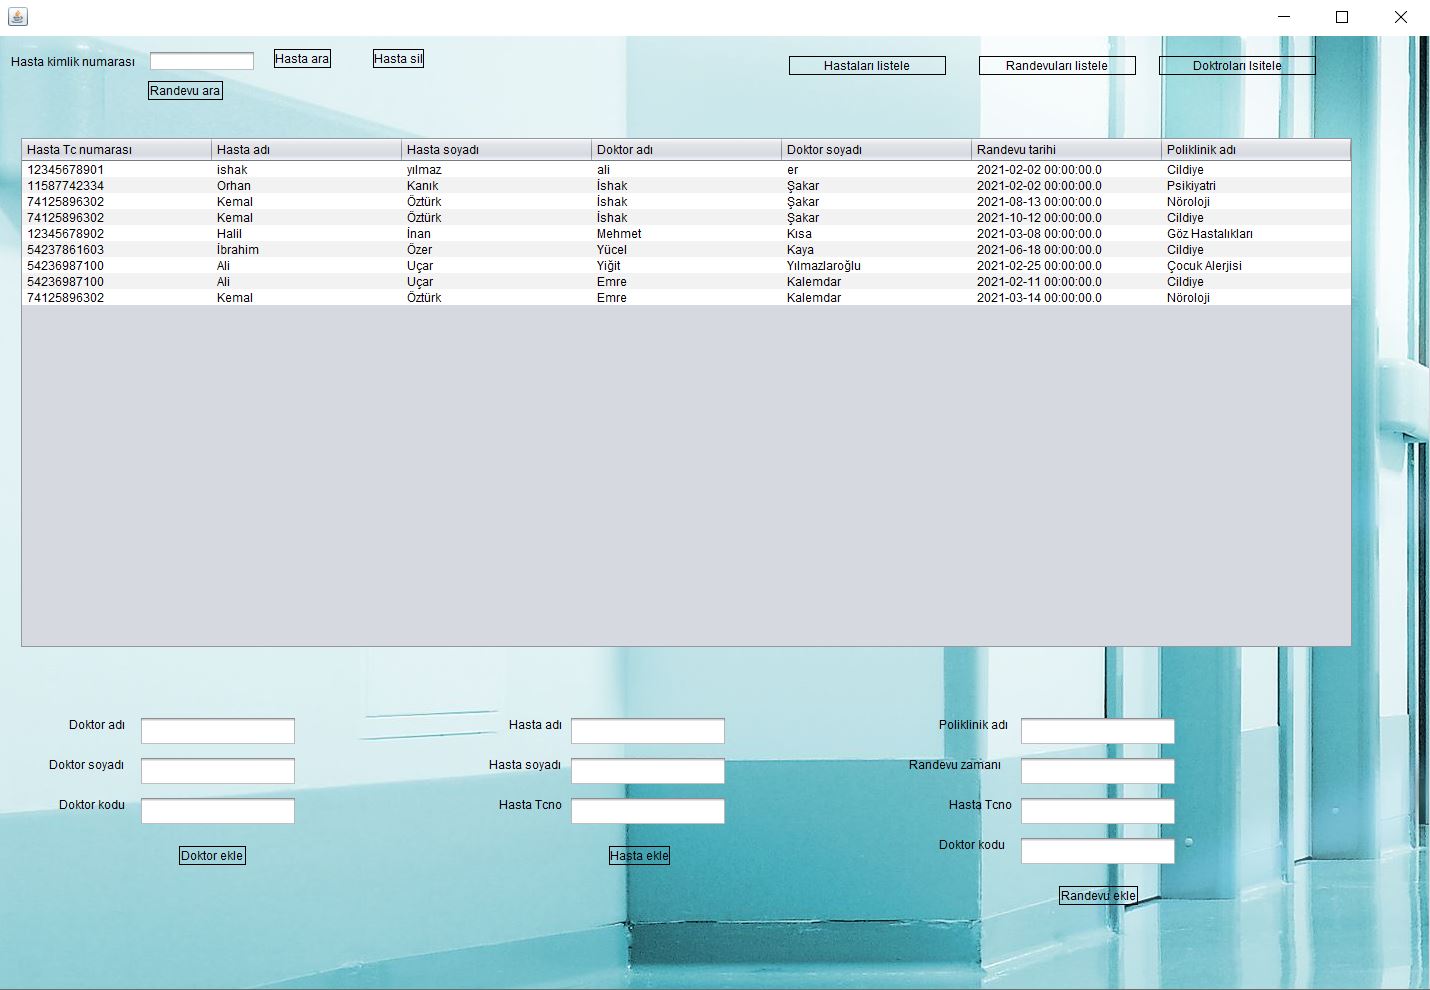 Hasta kimlik numarası Hasta ara Hasta sil Hastaları listele Randevuları listele Doktroları lsitele
Randevu ara
Hasta Tc numarası Hasta adı Hasta soyadı Doktor adı Doktor soyadı Randevu tarihi Poliklinik adı
12345678901 ishak yılmaz ali er 2021-02-02 00:00:00.0 Cildiye
11587742334 Orhan Kanık İshak Şakar 2021-02-02 00:00:00.0 Psikiyatri
74125896302 Kemal Öztürk İshak Şakar 2021-08-13 00:00:00.0 Nöroloji
74125896302 Kemal Öztürk İshak Şakar 2021-10-12 00:00:00.0 Cildiye
12345678902 Halil İnan Mehmet Kısa 2021-03-08 00:00:00.0 Göz Hastalıkları
54237861603 İbrahim Özer Yücel Kaya 2021-06-18 00:00:00.0 Cildiye
54236987100 Ali Uçar Yiğit Yılmazlaroğlu 2021-02-25 00:00:00.0 Çocuk Alerjisi
54236987100 Ali Uçar Emre Kalemdar 2021-02-11 00:00:00.0 Cildiye
74125896302 Kemal Öztürk Emre Kalemdar 2021-03-14 00:00:00.0 Nöroloji
Doktor adı Hasta adı Poliklinik adı
Doktor soyadı Hasta soyadı Randevu zamanı
Doktor kodu Hasta Tcno Hasta Tcno
Doktor kodu
Doktor ekle Hasta ekle
Randevu ekle